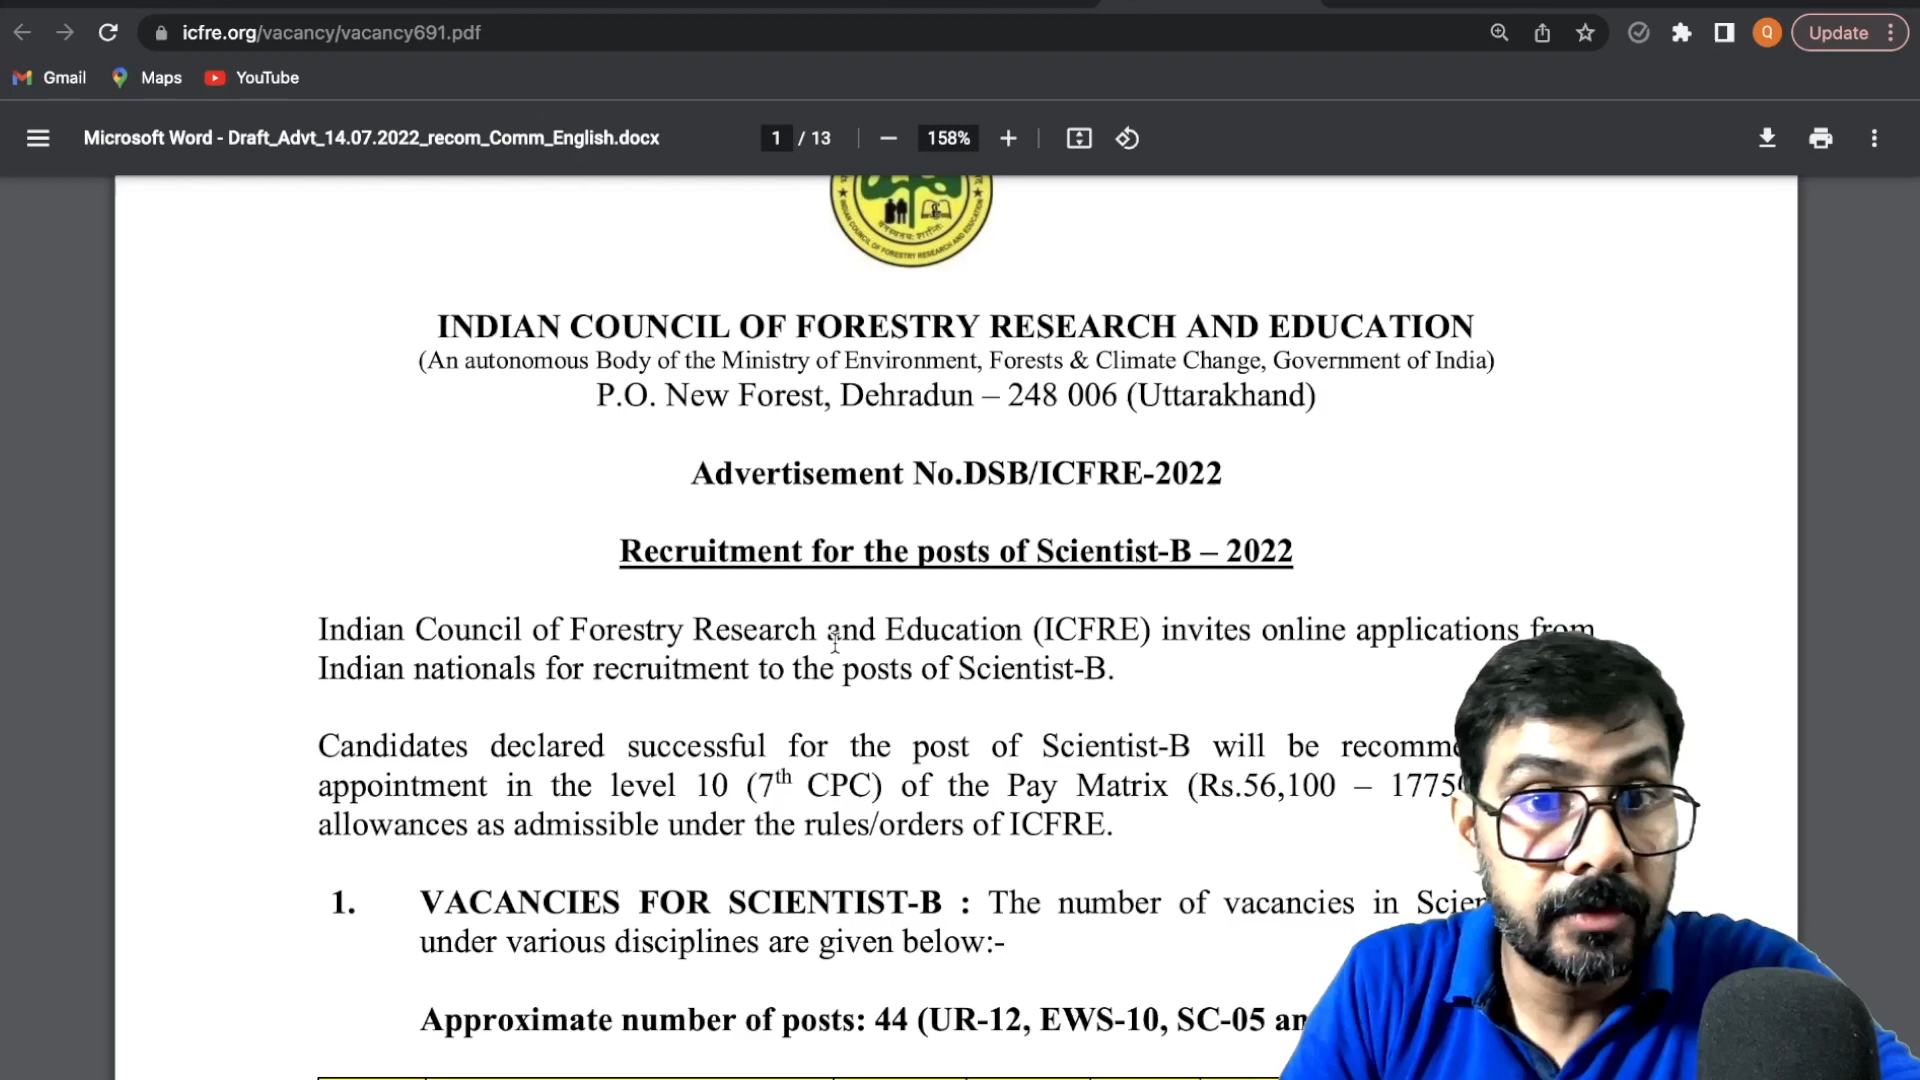 icfre.org/vacancy/vacancy691.pdf
Q
Update
Gmail
Maps
YouTube
Microsoft Word - Draft_Advt_14.07.2022_recom_Comm_English.docx
1 / 13
158%
INDIAN COUNCIL OF FORESTRY RESEARCH AND EDUCATION
INDIAN COUNCIL OF FORESTRY RESEARCH AND EDUCATION
(An autonomous Body of the Ministry of Environment, Forests & Climate Change, Government of India)
P.O. New Forest, Dehradun – 248 006 (Uttarakhand)
Advertisement No.DSB/ICFRE-2022
Recruitment for the posts of Scientist-B – 2022
Indian Council of Forestry Research and Education (ICFRE) invites online applications from
Indian nationals for recruitment to the posts of Scientist-B.
Candidates declared successful for the post of Scientist-B will be
appointment in the level 10 (7th CPC) of the Pay Matrix (Rs.56,100 –
allowances as admissible under the rules/orders of ICFRE.
1. VACANCIES FOR SCIENTIST-B : The number of vacancies in
under various disciplines are given below:-
Approximate number of posts: 44 (UR-12, EWS-10, SC-05